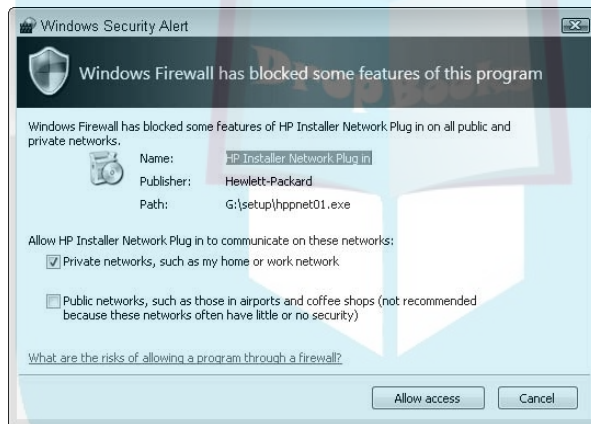 Windows Security Alert
Windows Firewall has blocked some features of this program
Drop Books
Windows Firewall has blocked some features of HP Installer Network Plug in on all public and
private networks.
Name: HP Installer Network Plug in
Publisher: Hewlett-Packard
Path: G:\setup\hppnet01.exe
Allow HP Installer Network Plug in to communicate on these networks:
Private networks, such as my home or work network
Public networks, such as those in airports and coffee shops (not recommended
because these networks often have little or no security)
What are the risks of allowing a program through a firewall?
Allow access Cancel